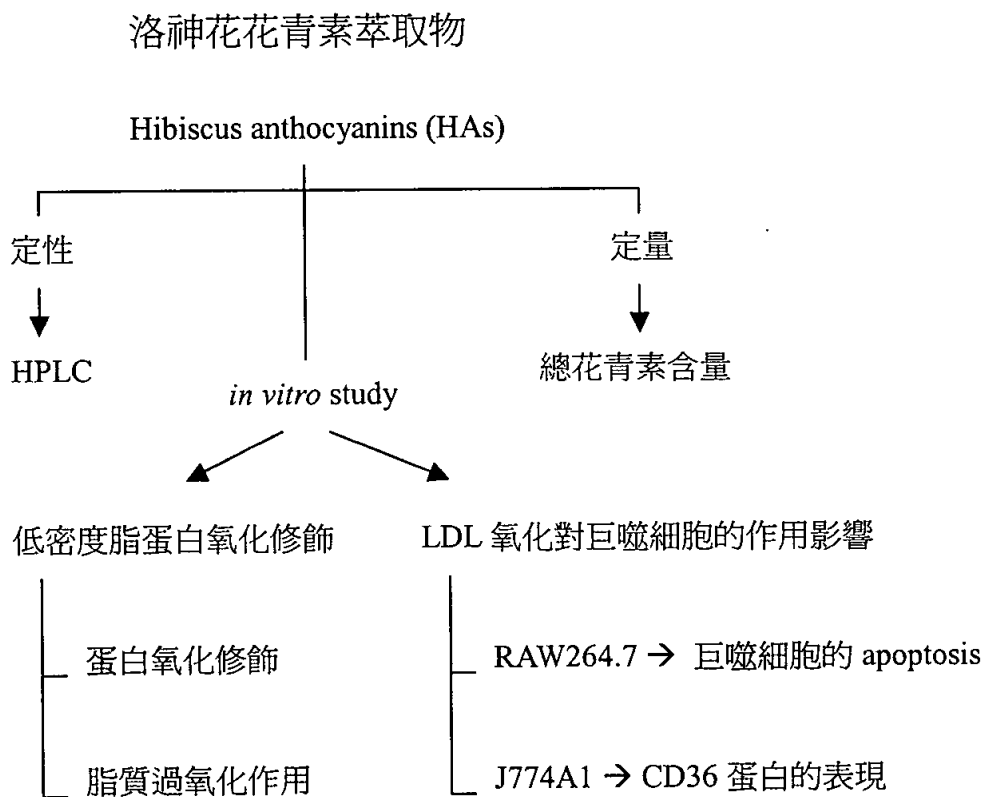 洛神花花青素萃取物
Hibiscus anthocyanins (HAs)
定性
定量
HPLC
總花青素含量
in vitro study
低密度脂蛋白氧化修飾
LDL 氧化對巨噬細胞的作用影響
蛋白氧化修飾
RAW264.7 → 巨噬細胞的 apoptosis
脂質過氧化作用
J774A1 → CD36 蛋白的表現